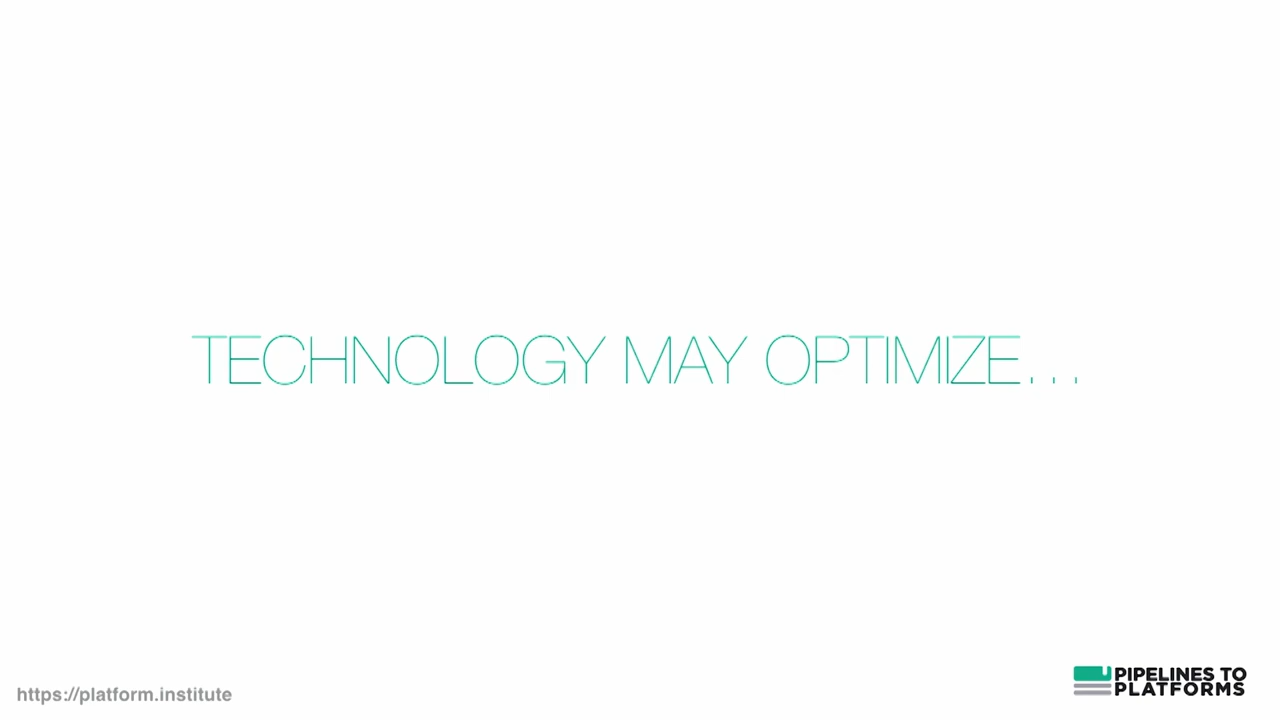 TECHNOLOGY MAY OPTIMIZE...
https://platform.institute
PIPELINES TO
PLATFORMS